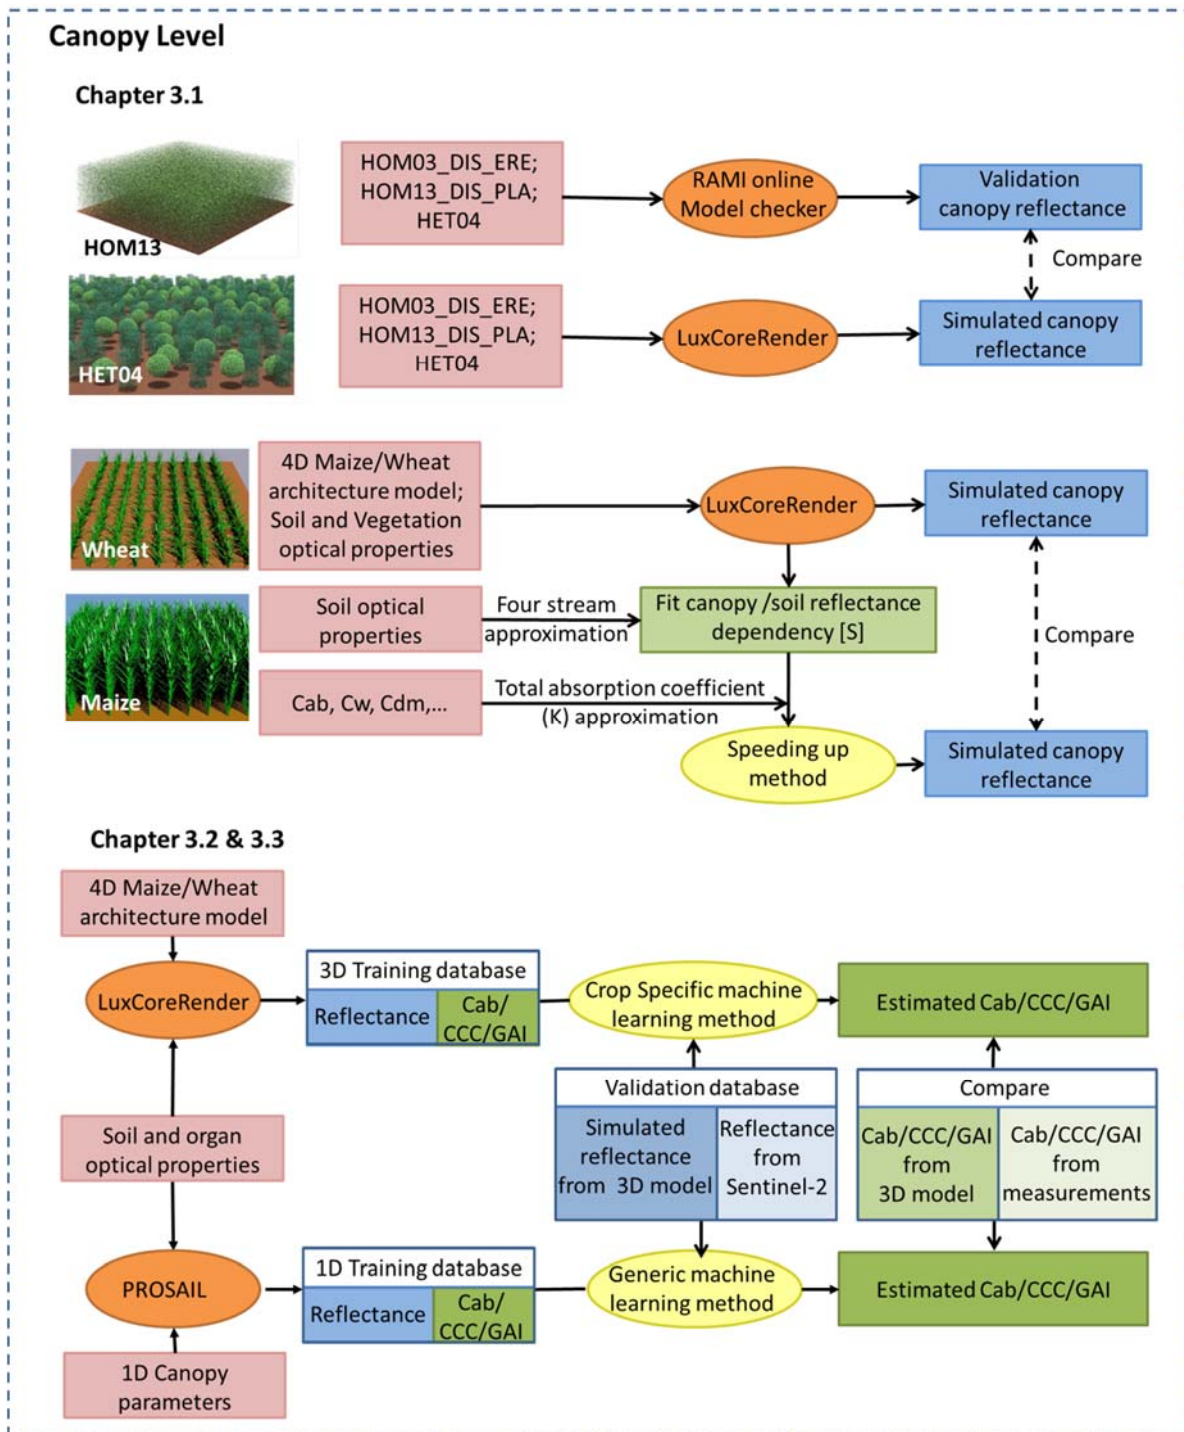 Canopy Level
Chapter 3.1
HOM13
HOM03_DIS_ERE;
HOM13_DIS_PLA;
HET04
RAMI online
Model checker
Validation
canopy reflectance
Compare
HET04
HOM03_DIS_ERE;
HOM13_DIS_PLA;
HET04
LuxCoreRender
Simulated canopy
reflectance
Wheat
4D Maize/Wheat
architecture model;
Soil and Vegetation
optical properties
LuxCoreRender
Simulated canopy
reflectance
Maize
Soil optical
properties
Four stream
approximation
Fit canopy /soil reflectance
dependency [S]
Compare
Cab, Cw, Cdm,...
Total absorption coefficient
(K) approximation
Speeding up
method
Simulated canopy
reflectance
Chapter 3.2 & 3.3
4D Maize/Wheat
architecture model
LuxCoreRender
3D Training database
Reflectance
Cab/
CCC/GAI
Crop Specific machine
learning method
Estimated Cab/CCC/GAI
Soil and organ
optical properties
Validation database
Simulated
reflectance
from 3D model
Reflectance
from
Sentinel-2
Compare
Cab/CCC/GAI
from
3D model
Cab/CCC/GAI
from
measurements
PROSAIL
1D Training database
Reflectance
Cab/
CCC/GAI
Generic machine
learning method
Estimated Cab/CCC/GAI
1D Canopy
parameters